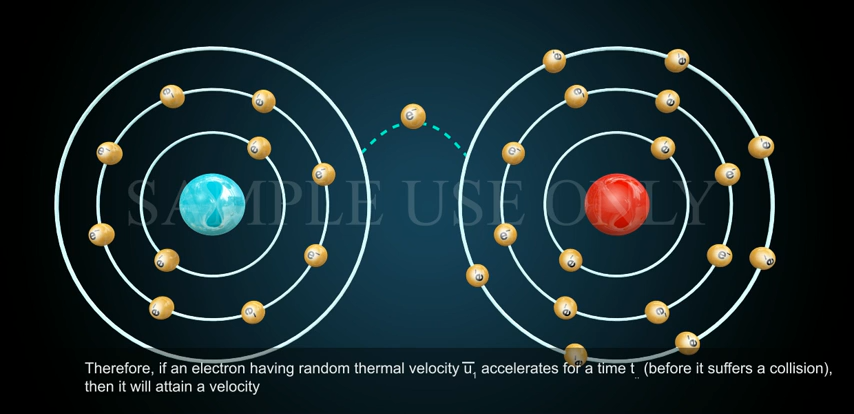 e⁻
SAMPLE USE ONLY
Therefore, if an electron having random thermal velocity u̅₁ accelerates for a time t (before it suffers a collision),
then it will attain a velocity